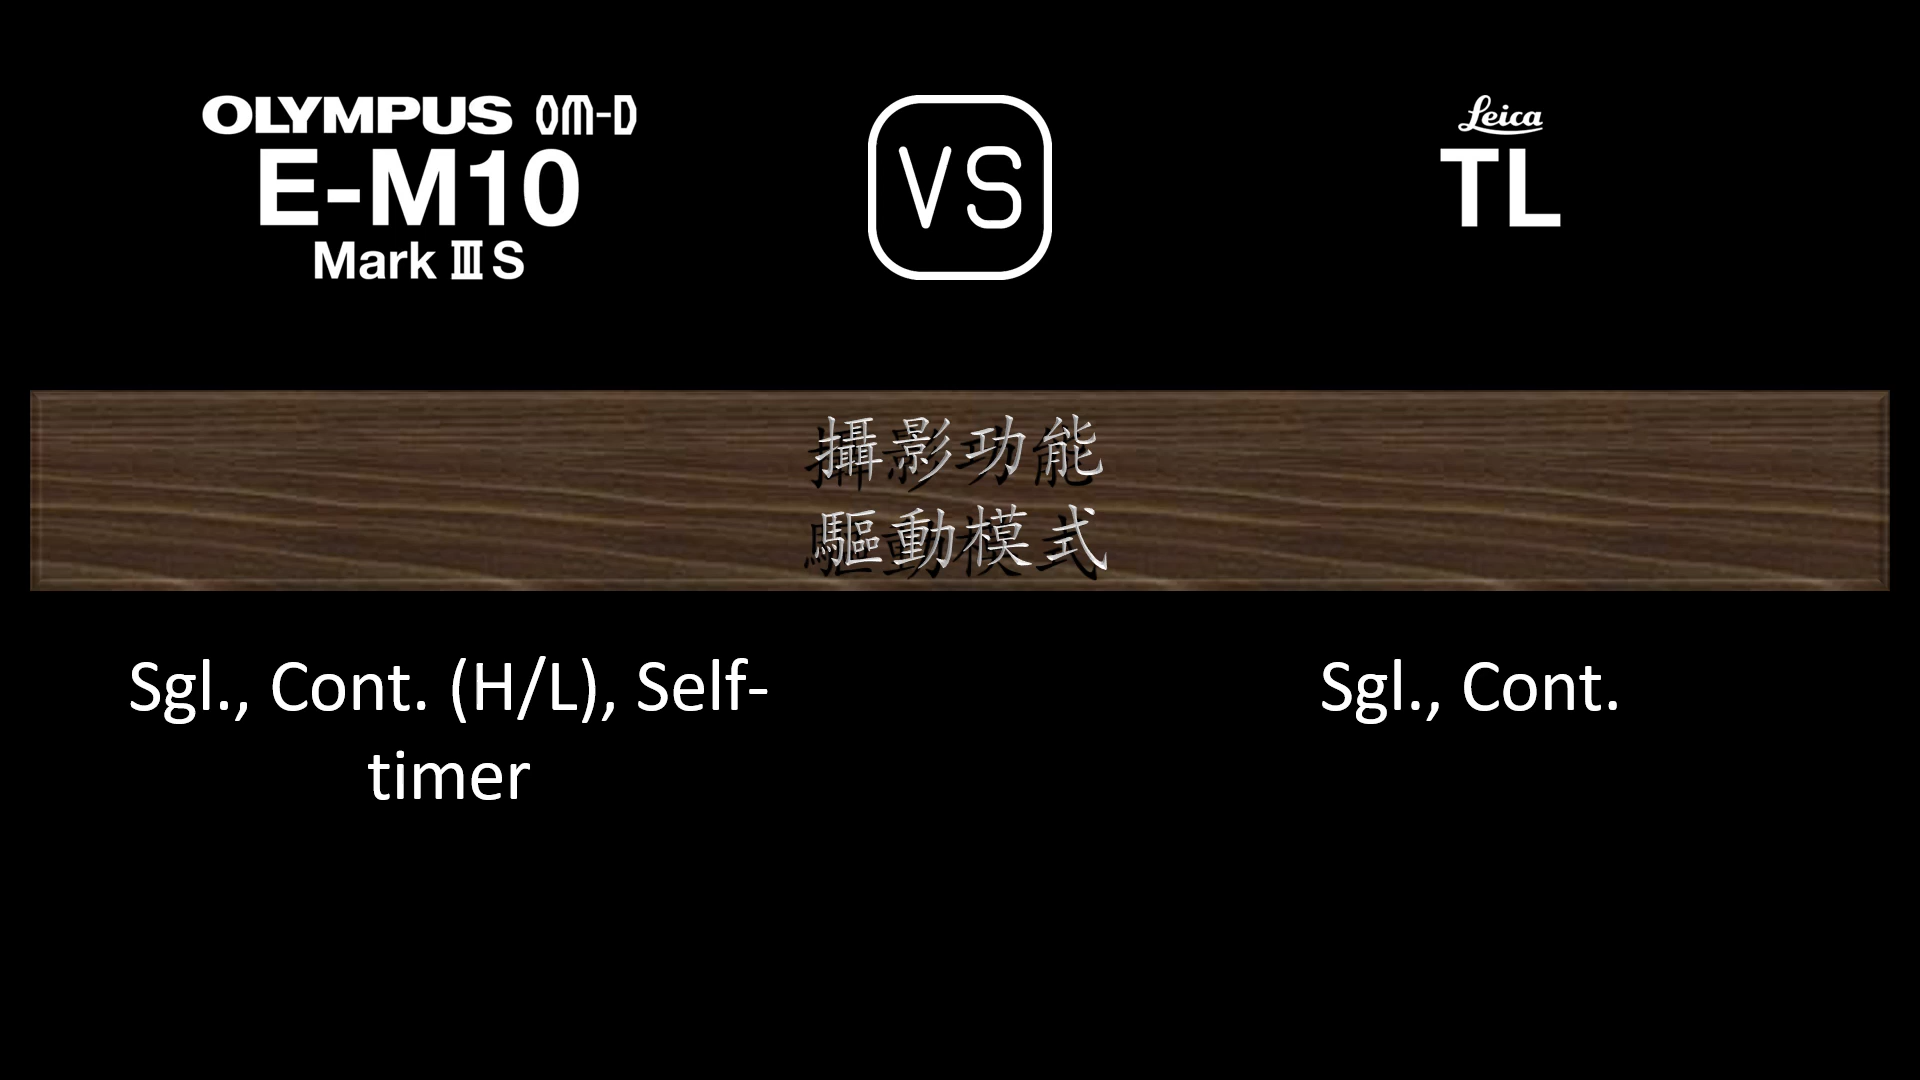 OLYMPUS OM-D
E-M10
Mark III S
VS
Leica
TL
攝影功能
驅動模式
Sgl., Cont. (H/L), Self-
timer
Sgl., Cont.